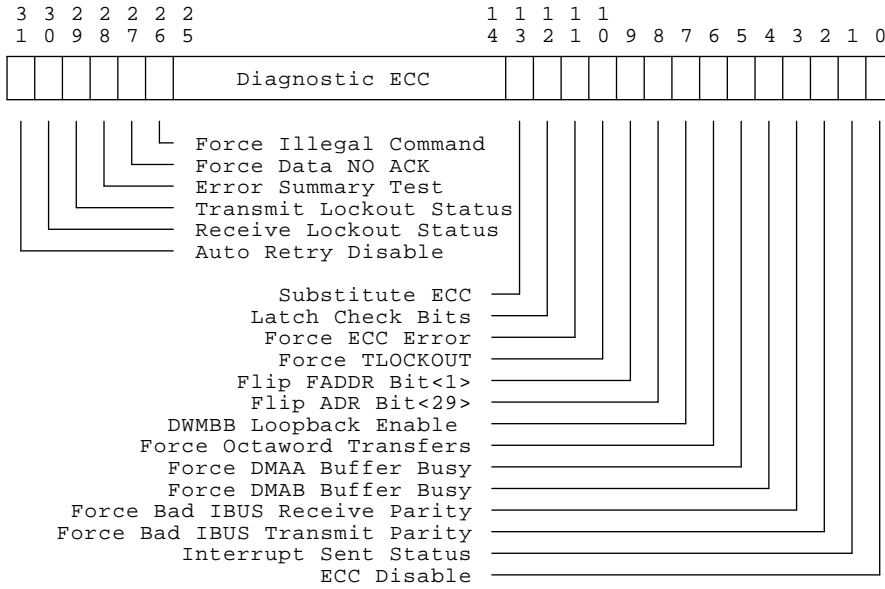 3 3 2 2 2 2 2 1 1 1 1 1
1 0 9 8 7 6 5 4 3 2 1 0 9 8 7 6 5 4 3 2 1 0
Diagnostic ECC
Force Illegal Command
Force Data NO ACK
Error Summary Test
Transmit Lockout Status
Receive Lockout Status
Auto Retry Disable
Substitute ECC
Latch Check Bits
Force ECC Error
Force TLOCKOUT
Flip FADDR Bit<1>
Flip ADR Bit<29>
DWMBB Loopback Enable
Force Octaword Transfers
Force DMAA Buffer Busy
Force DMAB Buffer Busy
Force Bad IBUS Receive Parity
Force Bad IBUS Transmit Parity
Interrupt Sent Status
ECC Disable